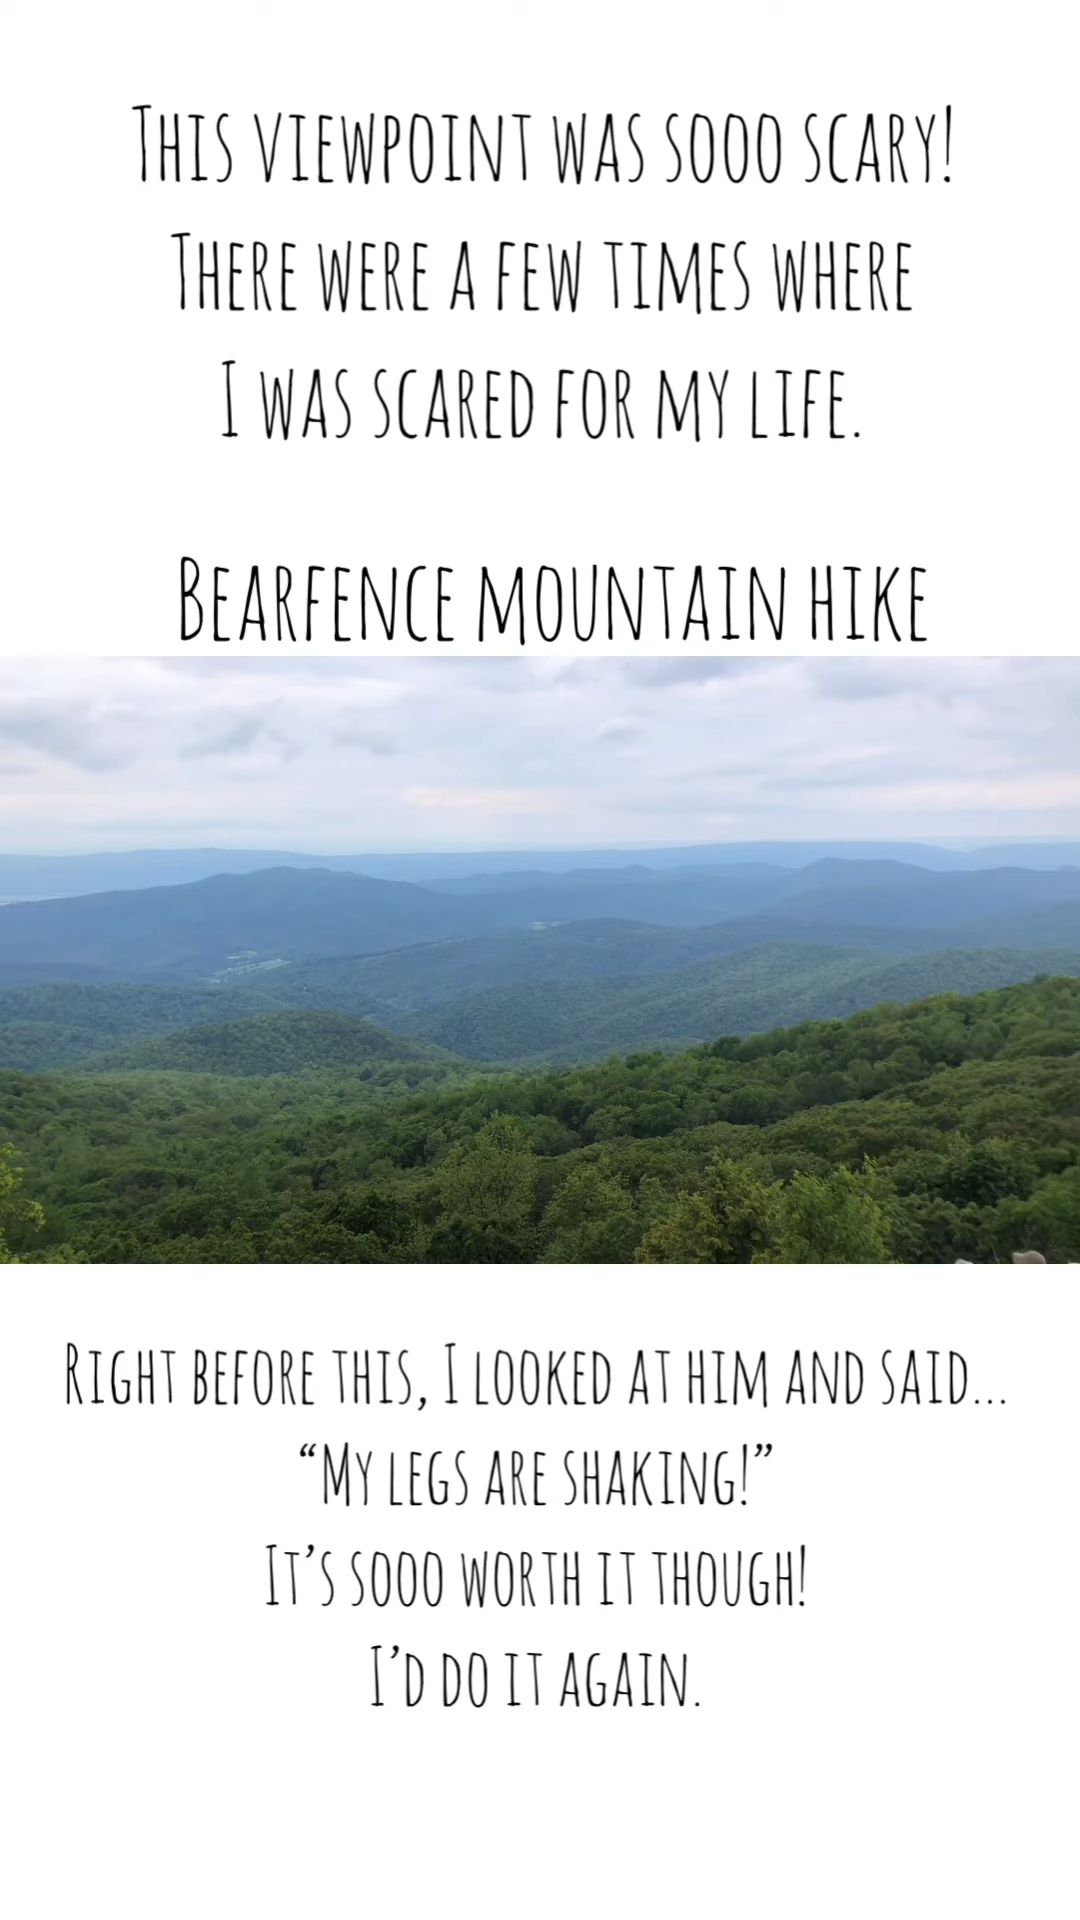 This viewpoint was sooo scary!
There were a few times where
I was scared for my life.
Bearfence mountain hike
Right before this, I looked at him and said...
“My legs are shaking!”
It’s sooo worth it though!
I’d do it again.